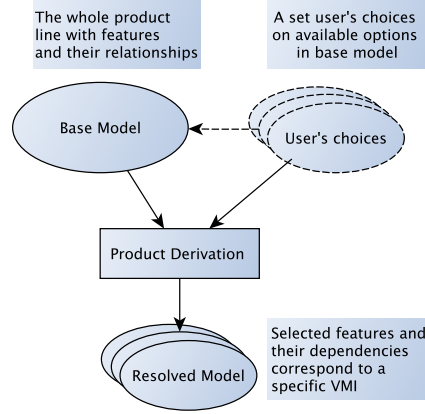 The whole product
line with features
and their relationships
A set user's choices
on available options
in base model
Base Model
User's choices
Product Derivation
Resolved Model
Selected features and
their dependencies
correspond to a
specific VMI